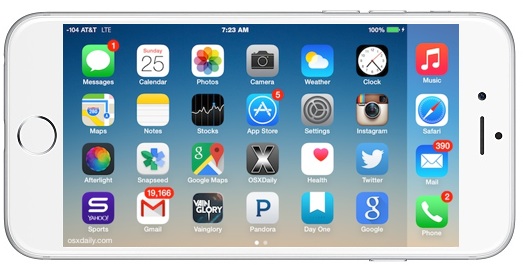 -104 AT&T LTE 7:23 AM 100%
1 Sunday
25
Messages Calendar Photos Camera Weather Clock Music
5
Maps Notes Stocks App Store Settings Instagram Safari
390
Afterlight Snapseed Google Maps OSXDaily Health Twitter Mail
19,166 2
YAHOO! VAIN
GLORY
Sports Gmail Vainglory Pandora Day One Google Phone
osxdaily.com